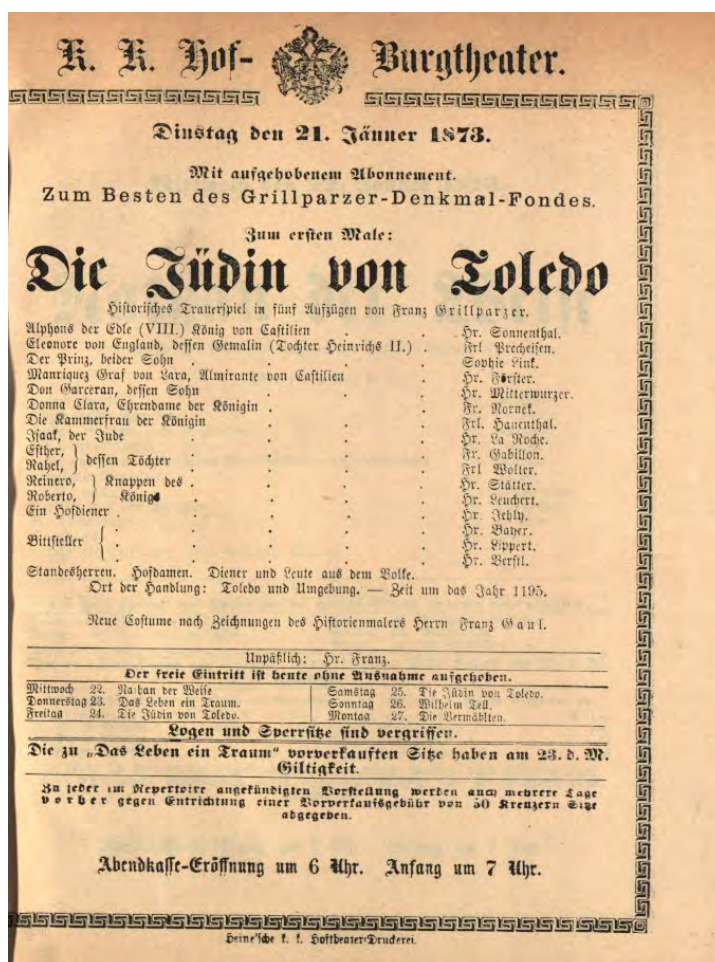 K. K. Hof- Burgtheater.
Dinstag den 21. Jänner 1873.
Mit aufgehobenem Abonnement.
Zum Besten des Grillparzer-Denkmal-Fondes.
Zum ersten Male:
Die Jüdin von Toledo
Historisches Trauerspiel in fünf Aufzügen von Franz Grillparzer.
Alphons der Edle (VIII.) König von Castilien . . Hr. Sonnenthal.
Eleonore von England, dessen Gemalin (Tochter Heinrichs II.) . Frl Precheisen.
Der Prinz, beider Sohn . . . . Sophie Link.
Manriquez Graf von Lara, Almirante von Castilien . Hr. Förster.
Don Garceran, dessen Sohn . . . Hr. Mitterwurzer.
Donna Clara, Ehrendame der Königin . . . Fr. Nornek.
Die Kammerfrau der Königin . . . Frl. Hanenthal.
Isaak, der Jude . . . . Hr. La Roche.
Esther, } dessen Töchter . . . . Fr. Gabillon.
Rahel, Frl Wolter.
Reinero, } Knappen des . . . . Hr. Stätter.
Roberto, } Königs . . . . Hr. Leuchert.
Ein Hofdiener . . . . . Hr. Jehly.
Bittsteller { . . . . Hr. Bayer.
. . . . Hr. Lippert.
. . . . Hr. Verstl.
Standesherren. Hofdamen. Diener und Leute aus dem Volke.
Ort der Handlung: Toledo und Umgebung. — Zeit um das Jahr 1195.
Neue Costume nach Zeichnungen des Historienmalers Herrn Franz Gaul.
Unpäßlich: Hr. Franz.
Der freie Eintritt ist heute ohne Ausnahme aufgehoben.
Mittwoch 22. Nathan der Weise
Donnerstag 23. Das Leben ein Traum.
Freitag 24. Die Jüdin von Toledo.
Samstag 25. Die Jüdin von Toledo.
Sonntag 26. Wilhelm Tell.
Montag 27. Die Vermählten.
Logen und Sperrsitze sind vergriffen.
Die zu „Das Leben ein Traum" vorverkauften Sitze haben am 23. d. M.
Giltigkeit.
Zu jeder im Repertoire angekündigten Vorstellung werden auch mehrere Tage
vorher gegen Entrichtung einer Vorverkaufsgebühr von 50 Kreuzern Sitze
abgegeben.
Abendkasse-Eröffnung um 6 Uhr. Anfang um 7 Uhr.
Heine'sche k. k. Hoftheater-Druckerei.